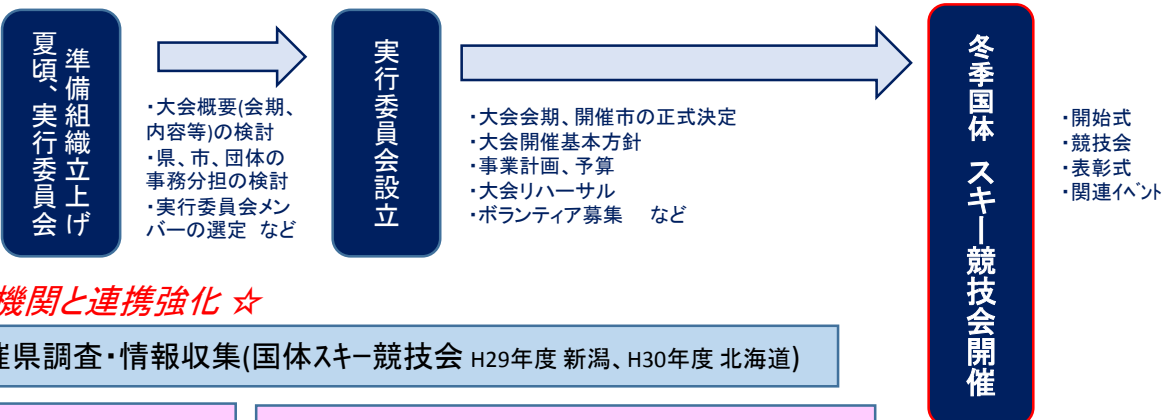 夏頃、実行委員会
準備組織立上げ
・大会概要(会期、
内容等)の検討
・県、市、団体の
事務分担の検討
・実行委員会メン
バーの選定 など
実行委員会設立
・大会会期、開催市の正式決定
・大会開催基本方針
・事業計画、予算
・大会リハーサル
・ボランティア募集 など
冬季国体 スキー競技会開催
・開始式
・競技会
・表彰式
・関連イベント
機関と連携強化 ☆
催県調査・情報収集(国体スキー競技会 H29年度 新潟、H30年度 北海道)